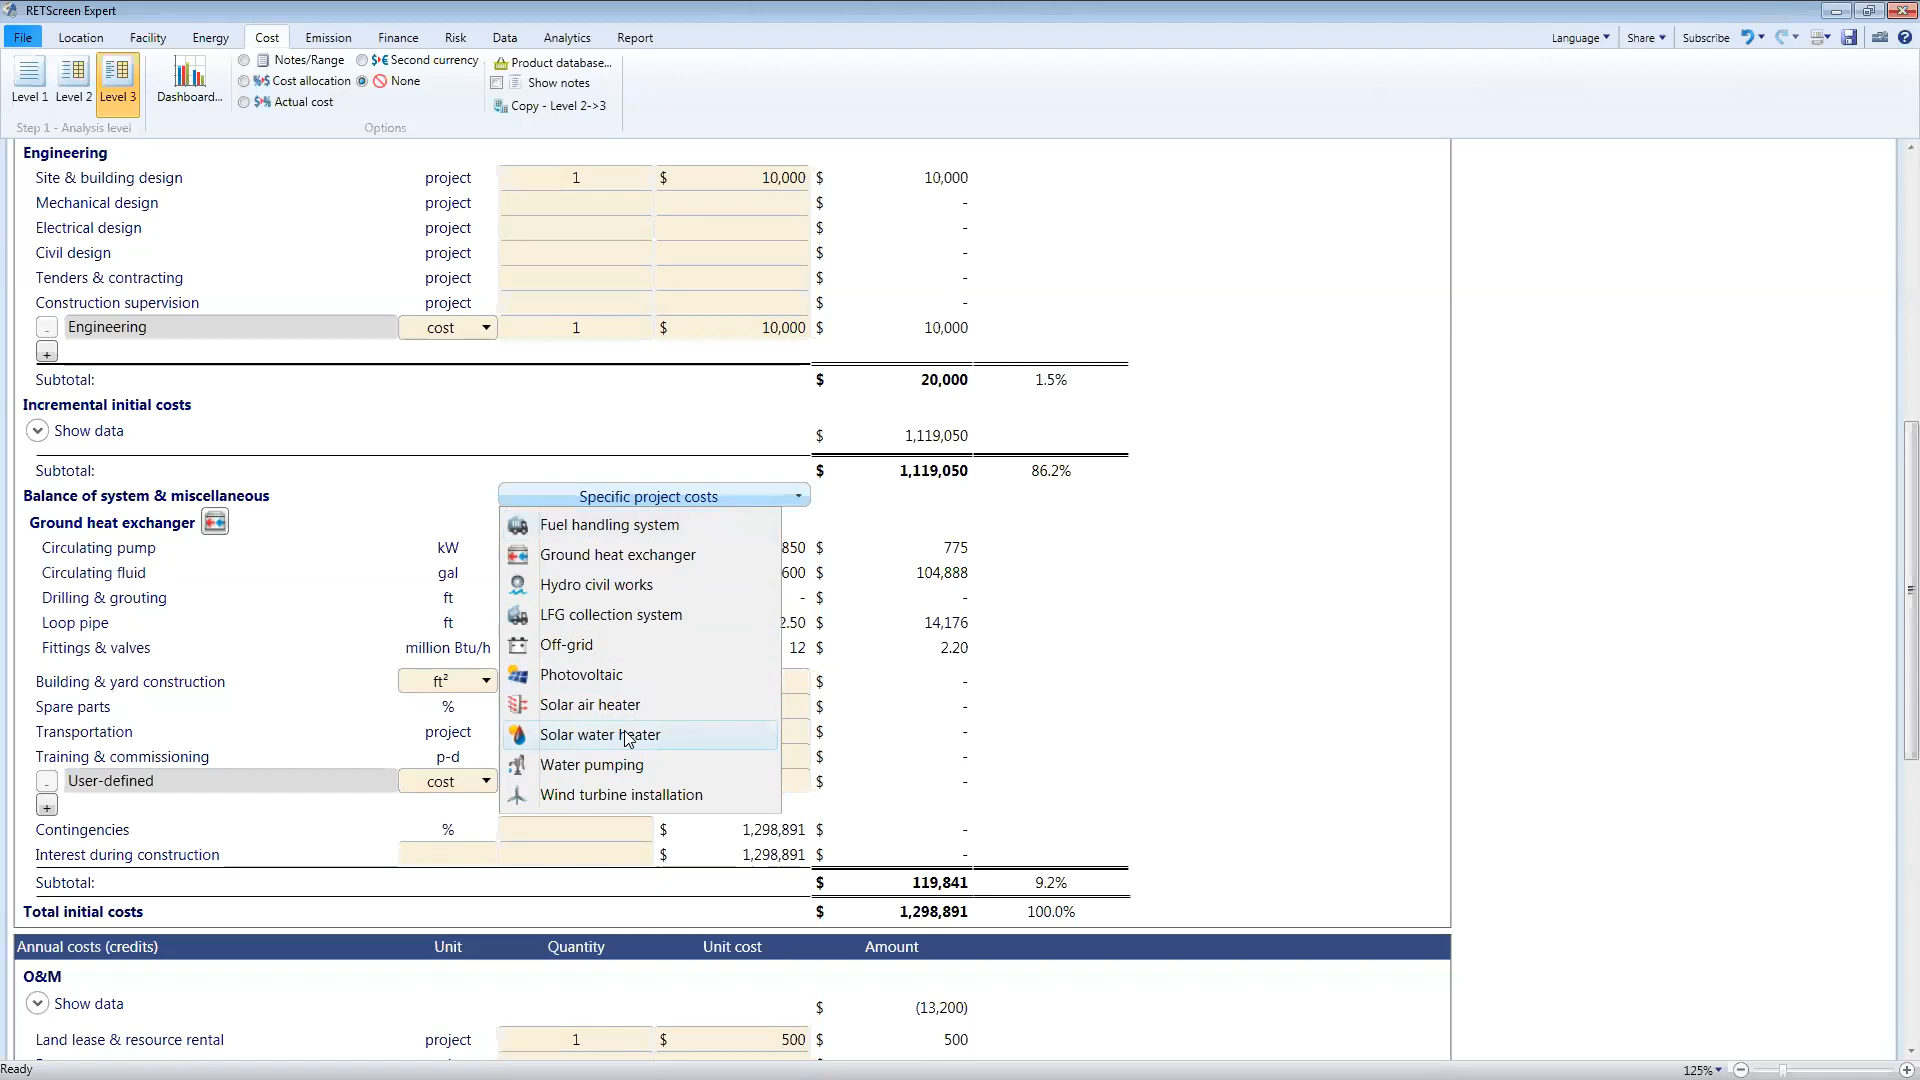 RETScreen Expert
File Location Facility Energy Cost Emission Finance Risk Data Analytics Report Language Share Subscribe
Level 1 Level 2 Level 3 Dashboard... Notes/Range Second currency Product database...
Cost allocation None Show notes
Actual cost Copy - Level 2->3
Step 1 - Analysis level Options
Engineering
Site & building design project 1 $ 10,000 $ 10,000
Mechanical design project $ -
Electrical design project $ -
Civil design project $ -
Tenders & contracting project $ -
Construction supervision project $ -
- Engineering cost 1 $ 10,000 $ 10,000
+
Subtotal: $ 20,000 1.5%
Incremental initial costs
Show data $ 1,119,050
Subtotal: $ 1,119,050 86.2%
Balance of system & miscellaneous Specific project costs
Ground heat exchanger Fuel handling system
Circulating pump kW Ground heat exchanger 850 $ 775
Circulating fluid gal Hydro civil works 600 $ 104,888
Drilling & grouting ft LFG collection system - $ -
Loop pipe ft 2.50 $ 14,176
Fittings & valves million Btu/h Off-grid 12 $ 2.20
Building & yard construction ft² Photovoltaic $ -
Spare parts % Solar air heater $ -
Transportation project Solar water heater $ -
Training & commissioning p-d Water pumping $ -
- User-defined cost Wind turbine installation $ -
+
Contingencies % $ 1,298,891 $ -
Interest during construction $ 1,298,891 $ -
Subtotal: $ 119,841 9.2%
Total initial costs $ 1,298,891 100.0%
Annual costs (credits) Unit Quantity Unit cost Amount
O&M
Show data $ (13,200)
Land lease & resource rental project 1 $ 500 $ 500
Ready 125%